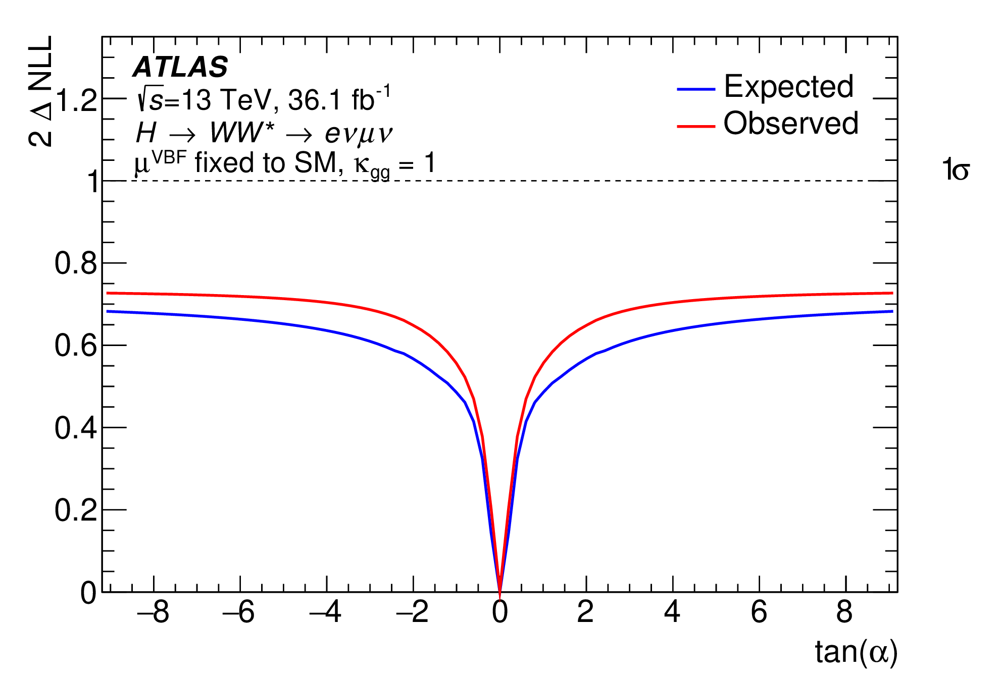 2 Δ NLL
ATLAS
√s=13 TeV, 36.1 fb⁻¹
H → WW* → eνμν
μ^VBF fixed to SM, κ_gg = 1
Expected
Observed
1σ
1.2
1
0.8
0.6
0.4
0.2
0
−8 −6 −4 −2 0 2 4 6 8
tan(α)